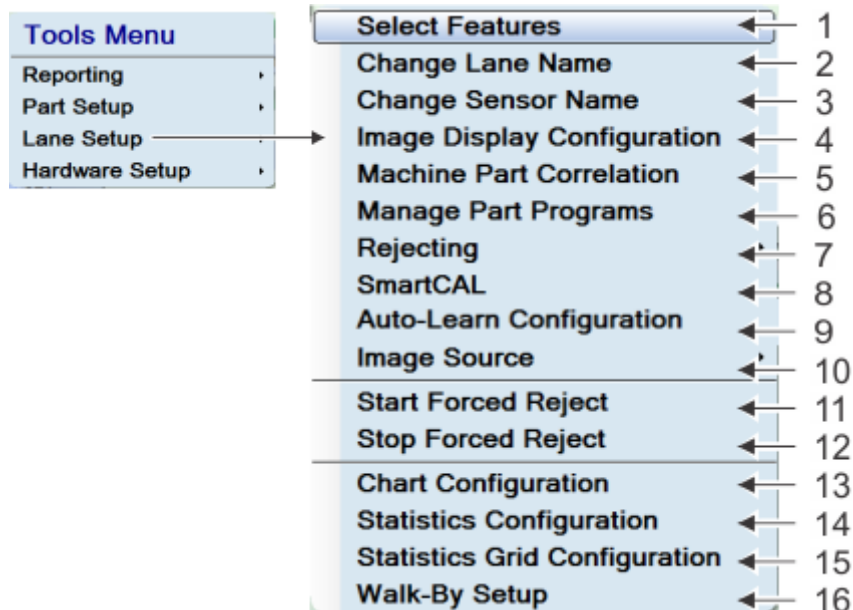 Tools Menu
Reporting
Part Setup
Lane Setup
Hardware Setup
Select Features 1
Change Lane Name 2
Change Sensor Name 3
Image Display Configuration 4
Machine Part Correlation 5
Manage Part Programs 6
Rejecting 7
SmartCAL 8
Auto-Learn Configuration 9
Image Source 10
Start Forced Reject 11
Stop Forced Reject 12
Chart Configuration 13
Statistics Configuration 14
Statistics Grid Configuration 15
Walk-By Setup 16